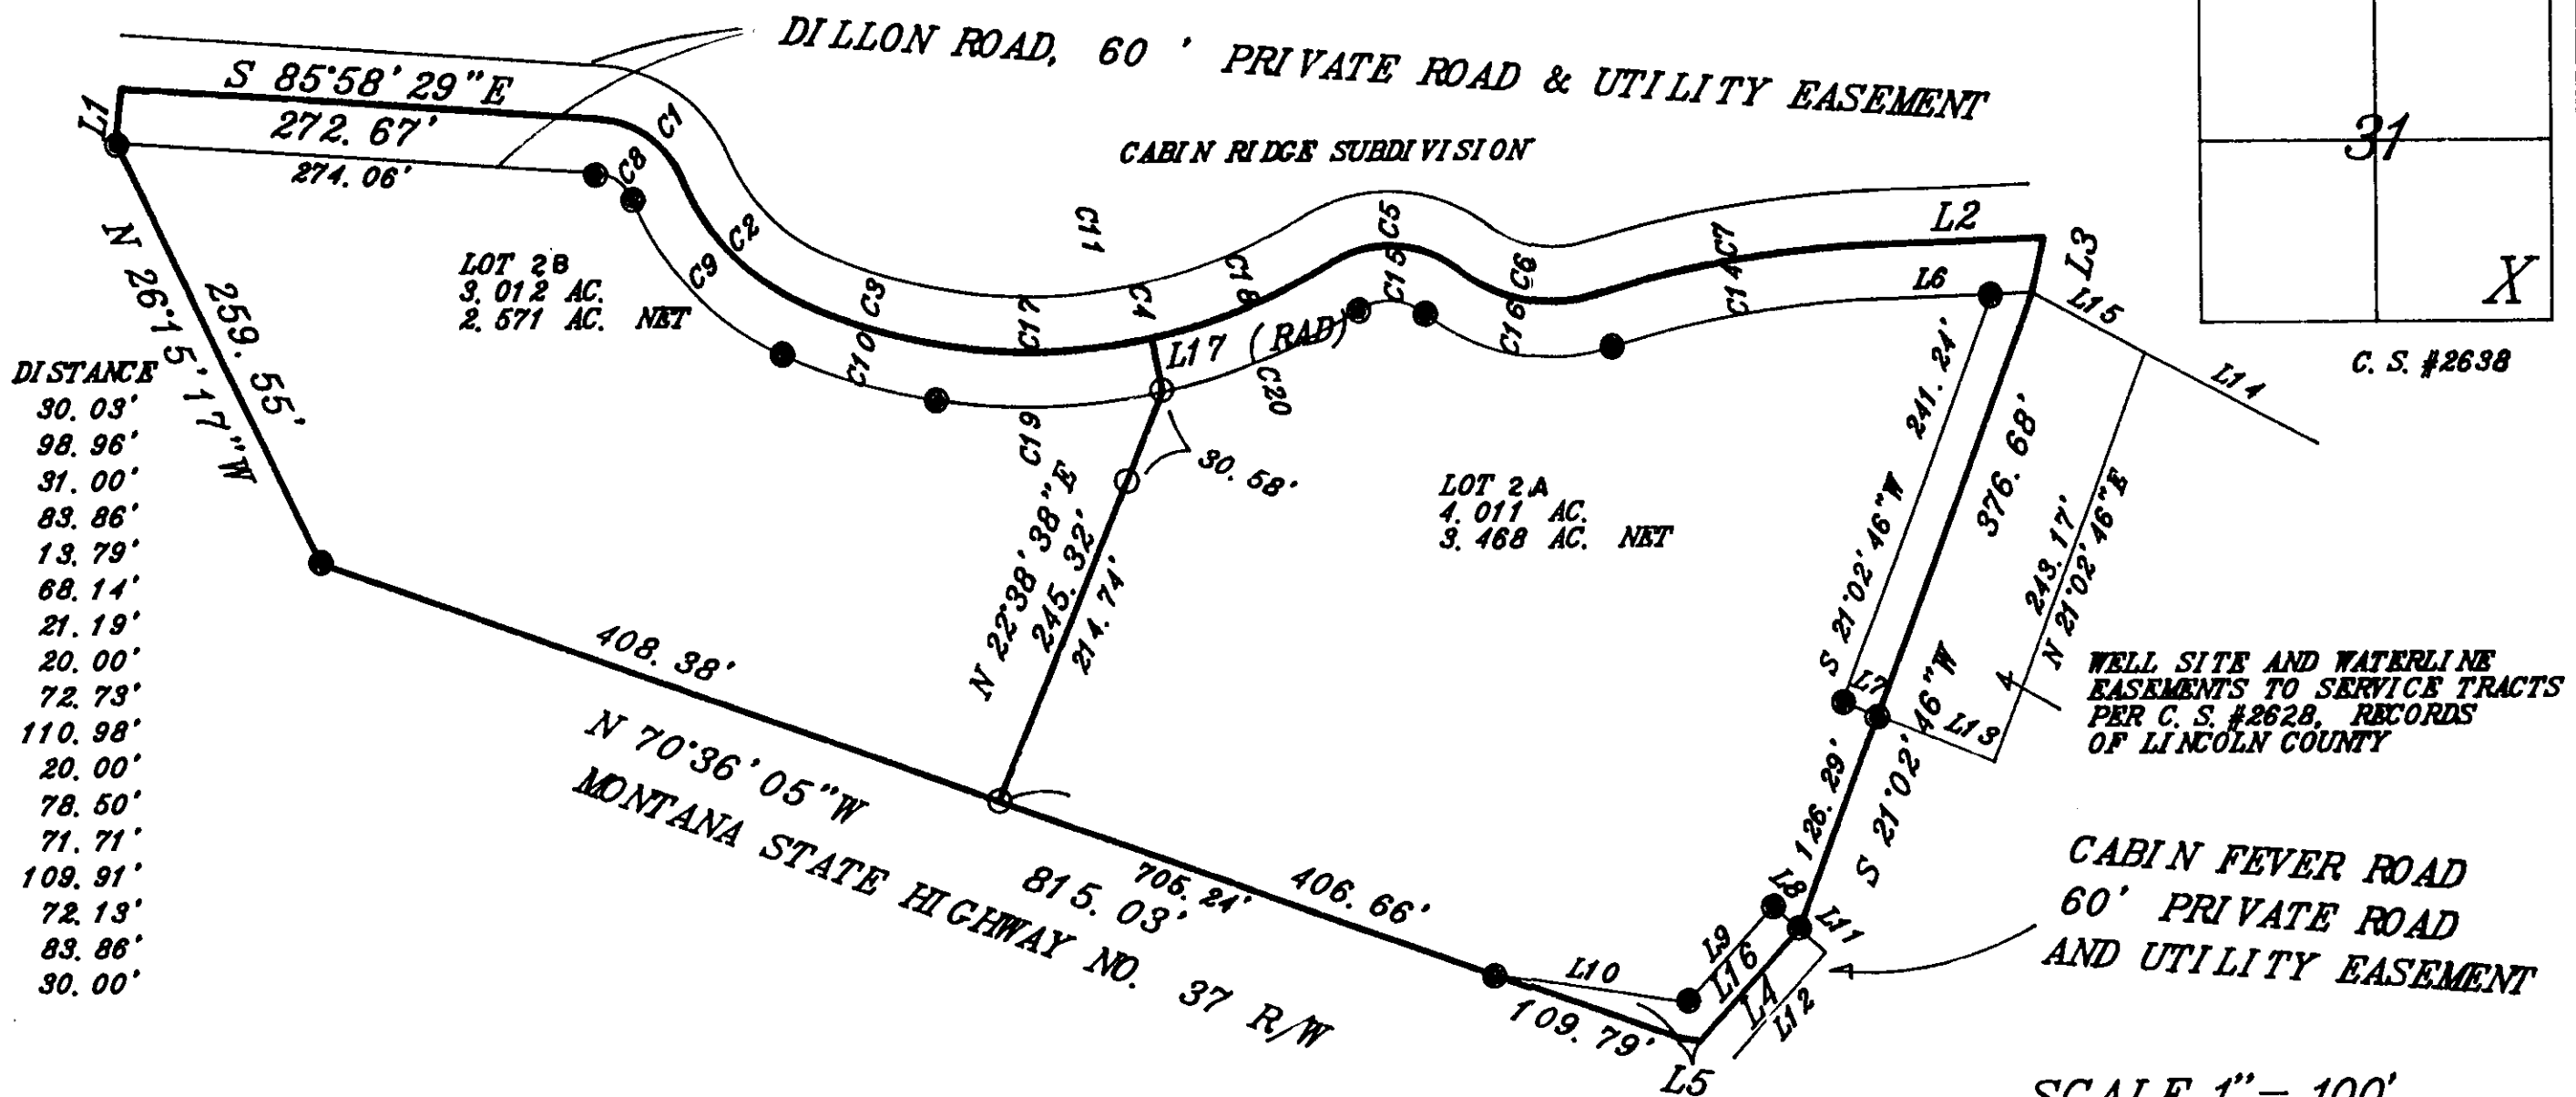 DILLON ROAD, 60 ' PRIVATE ROAD & UTILITY EASEMENT
CABIN RIDGE SUBDIVISION
31
X
C. S. #2638
L1
S 85°58'29"E
272.67'
274.06'
C1
C8
C2
C9
C3
C10
C11
C17
C4
C18
C5
C15
C6
C16
C7
C14
L2
L3
L6
L15
L14
L17 (RAD)
C20
C19
N 26°15'17"W
259.55'
LOT 2B
3.012 AC.
2.571 AC. NET
30.58'
LOT 2A
4.011 AC.
3.468 AC. NET
N 22°38'38"E
245.32'
214.74'
S 21°02'46"W
241.24'
376.68'
243.17'
N 21°02'46"E
L7
L13
S 21°02'46"W
126.29'
DISTANCE
30.03'
98.96'
31.00'
83.86'
13.79'
68.14'
21.19'
20.00'
72.73'
110.98'
20.00'
78.50'
71.71'
109.91'
72.13'
83.86'
30.00'
WELL SITE AND WATERLINE
EASEMENTS TO SERVICE TRACTS
PER C. S. #2628, RECORDS
OF LINCOLN COUNTY
408.38'
N 70°36'05"W
MONTANA STATE HIGHWAY NO. 37 R/W
815.03'
705.24'
406.66'
109.79'
L8
L11
L9
L16
L10
L4
L12
L5
CABIN FEVER ROAD
60' PRIVATE ROAD
AND UTILITY EASEMENT
SCALE 1"= 100'